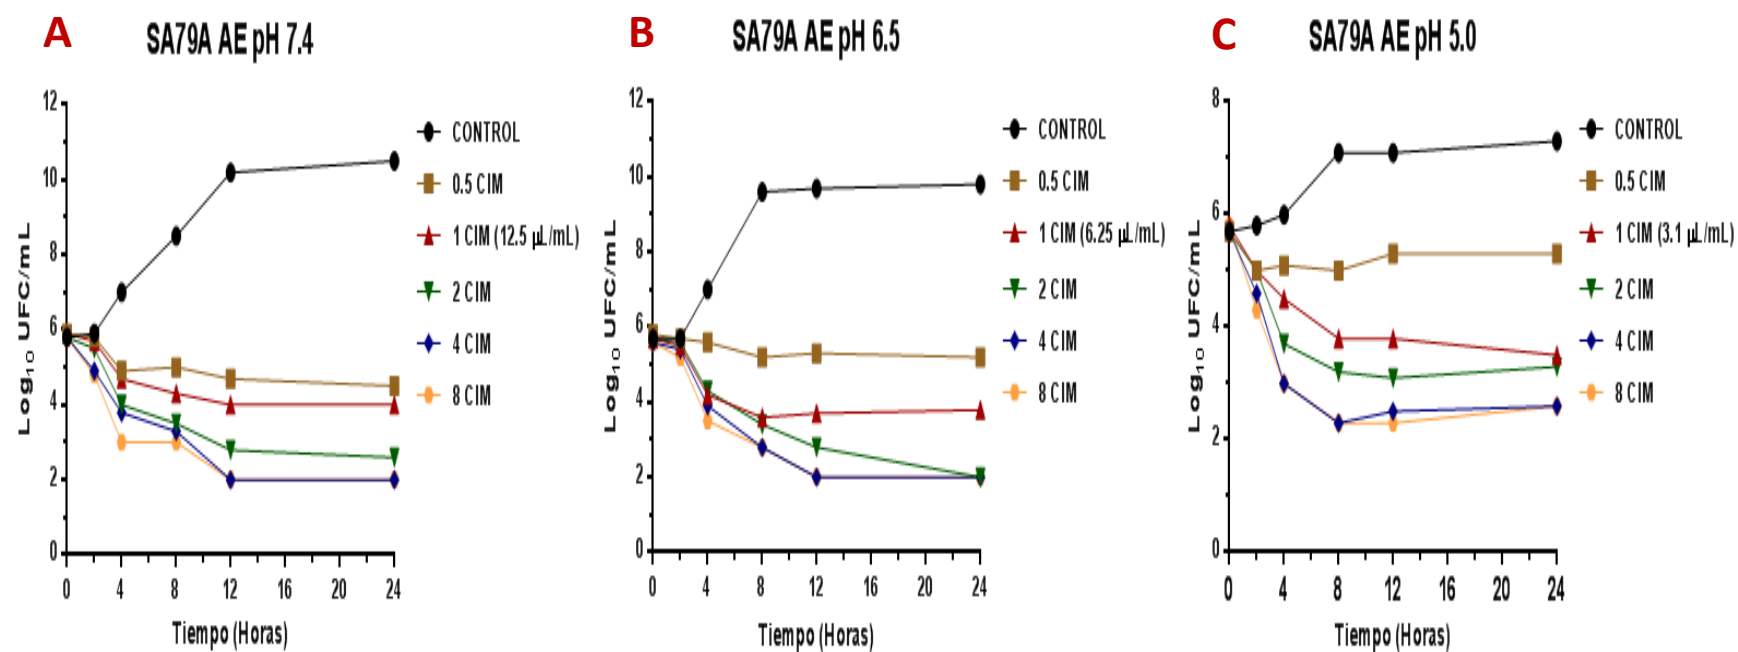 A
SA79A AE pH 7.4
12
10
8
6
4
2
0
Log10 UFC/mL
0 4 8 12 16 20 24
Tiempo (Horas)
CONTROL
0.5 CIM
1 CIM (12.5 µL/mL)
2 CIM
4 CIM
8 CIM
B
SA79A AE pH 6.5
12
10
8
6
4
2
0
Log10 UFC/mL
0 4 8 12 16 20 24
Tiempo (Horas)
CONTROL
0.5 CIM
1 CIM (6.25 µL/mL)
2 CIM
4 CIM
8 CIM
C
SA79A AE pH 5.0
8
6
4
2
0
Log10 UFC/mL
0 4 8 12 16 20 24
Tiempo (Horas)
CONTROL
0.5 CIM
1 CIM (3.1 µL/mL)
2 CIM
4 CIM
8 CIM